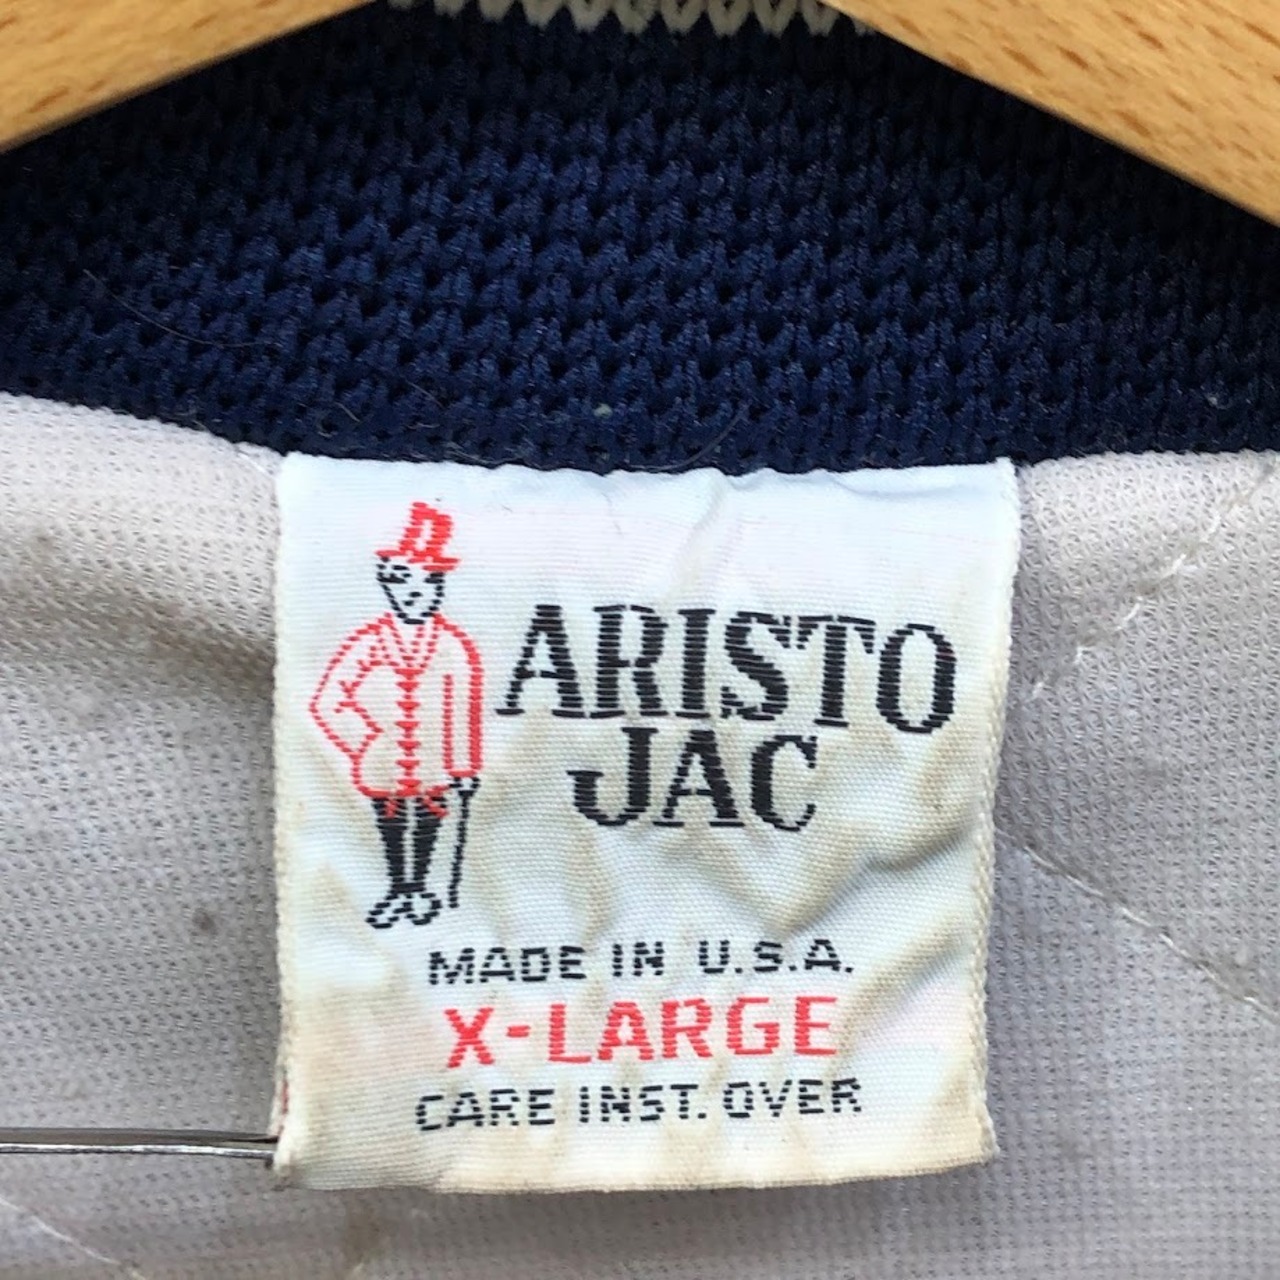 ARISTO
JAC
MADE IN U.S.A.
X-LARGE
CARE INST. OVER